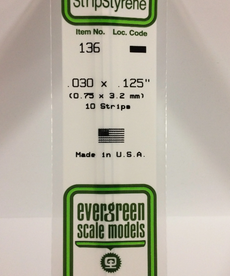 StripStyrene
Item No. Loc. Code
136
.030 x .125"
(0.75 x 3.2 mm)
10 Strips
Made in U.S.A.
evergreen
scale models